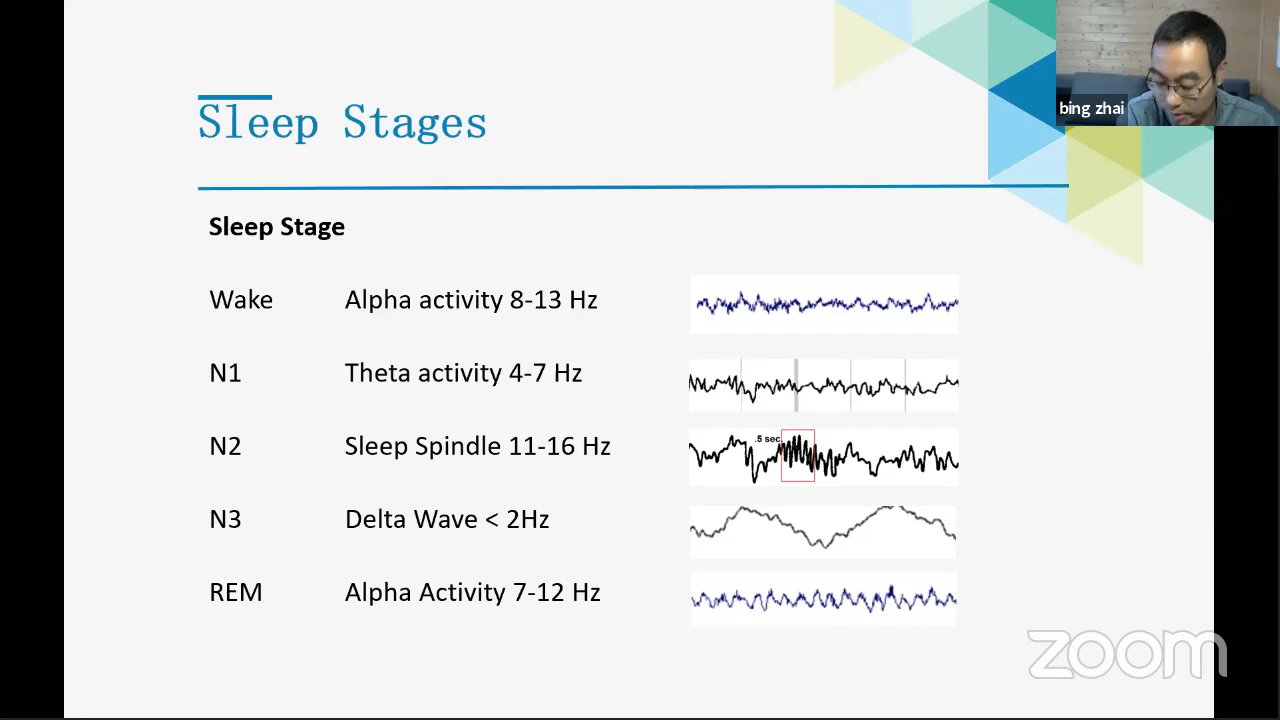 bing zhai
Sleep Stages
Sleep Stage
Wake Alpha activity 8-13 Hz
N1 Theta activity 4-7 Hz
.5 sec
N2 Sleep Spindle 11-16 Hz
N3 Delta Wave < 2Hz
REM Alpha Activity 7-12 Hz
zoom